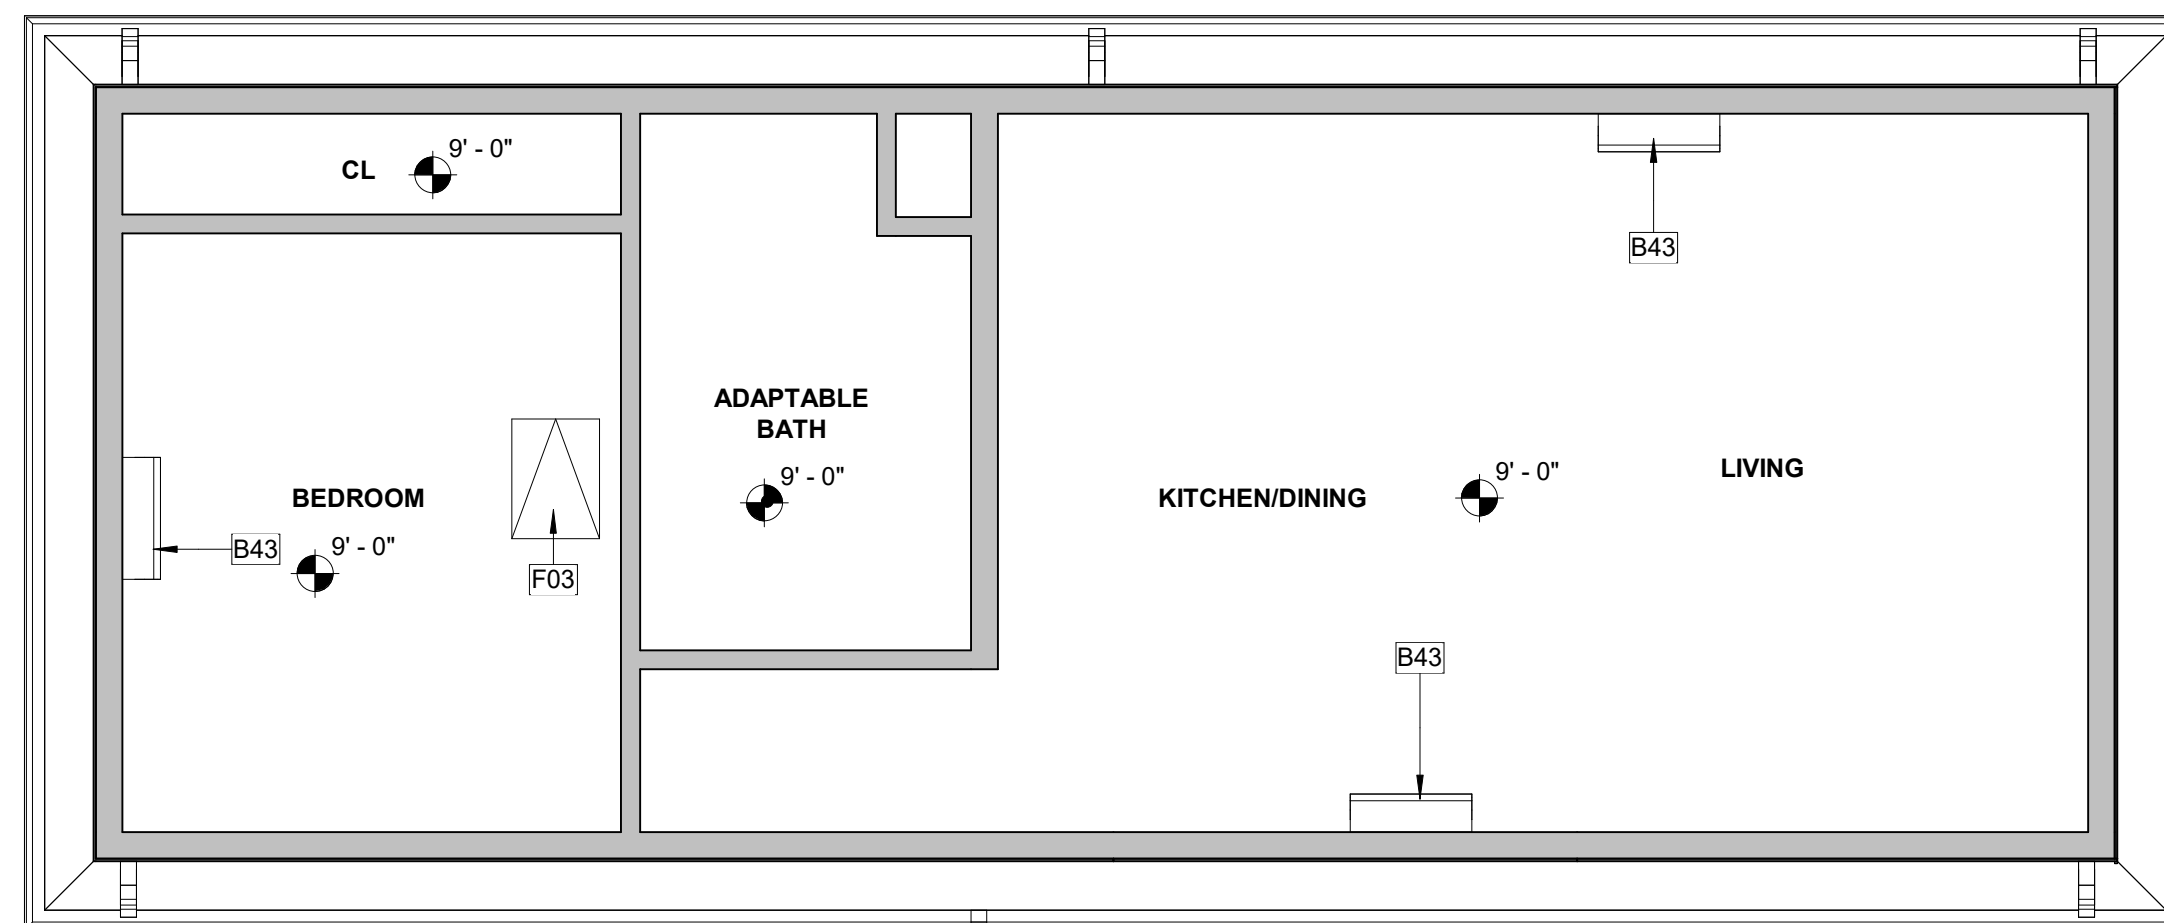 CL
9' - 0"
B43
ADAPTABLE
BATH
9' - 0"
BEDROOM
9' - 0"
B43
F03
KITCHEN/DINING
9' - 0"
LIVING
B43